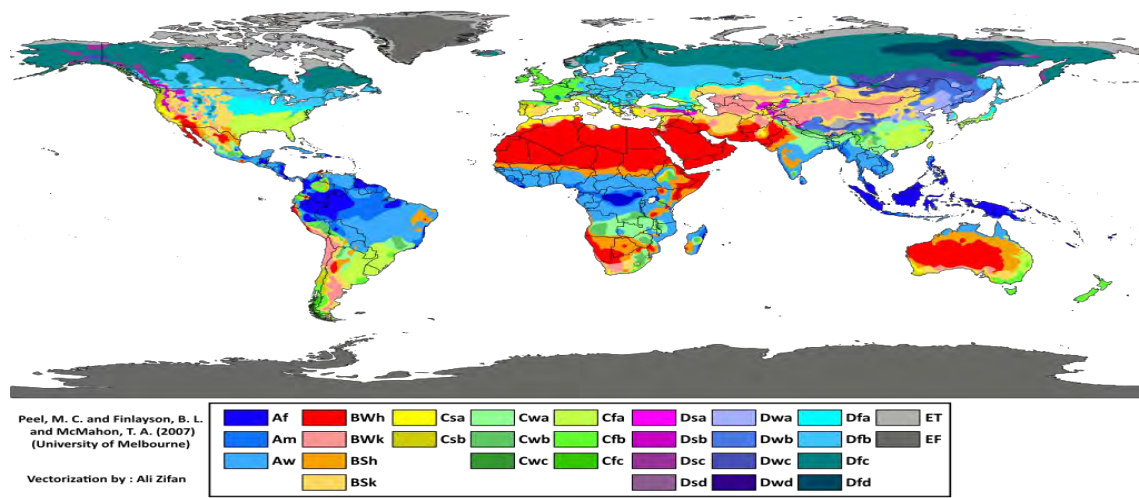 Peel, M. C. and Finlayson, B. L.
and McMahon, T. A. (2007)
(University of Melbourne)
Vectorization by : Ali Zifan
Af BWh Csa Cwa Cfa Dsa Dwa Dfa ET
Am BWk Csb Cwb Cfb Dsb Dwb Dfb EF
Aw BSh Cwc Cfc Dsc Dwc Dfc
BSk Dsd Dwd Dfd